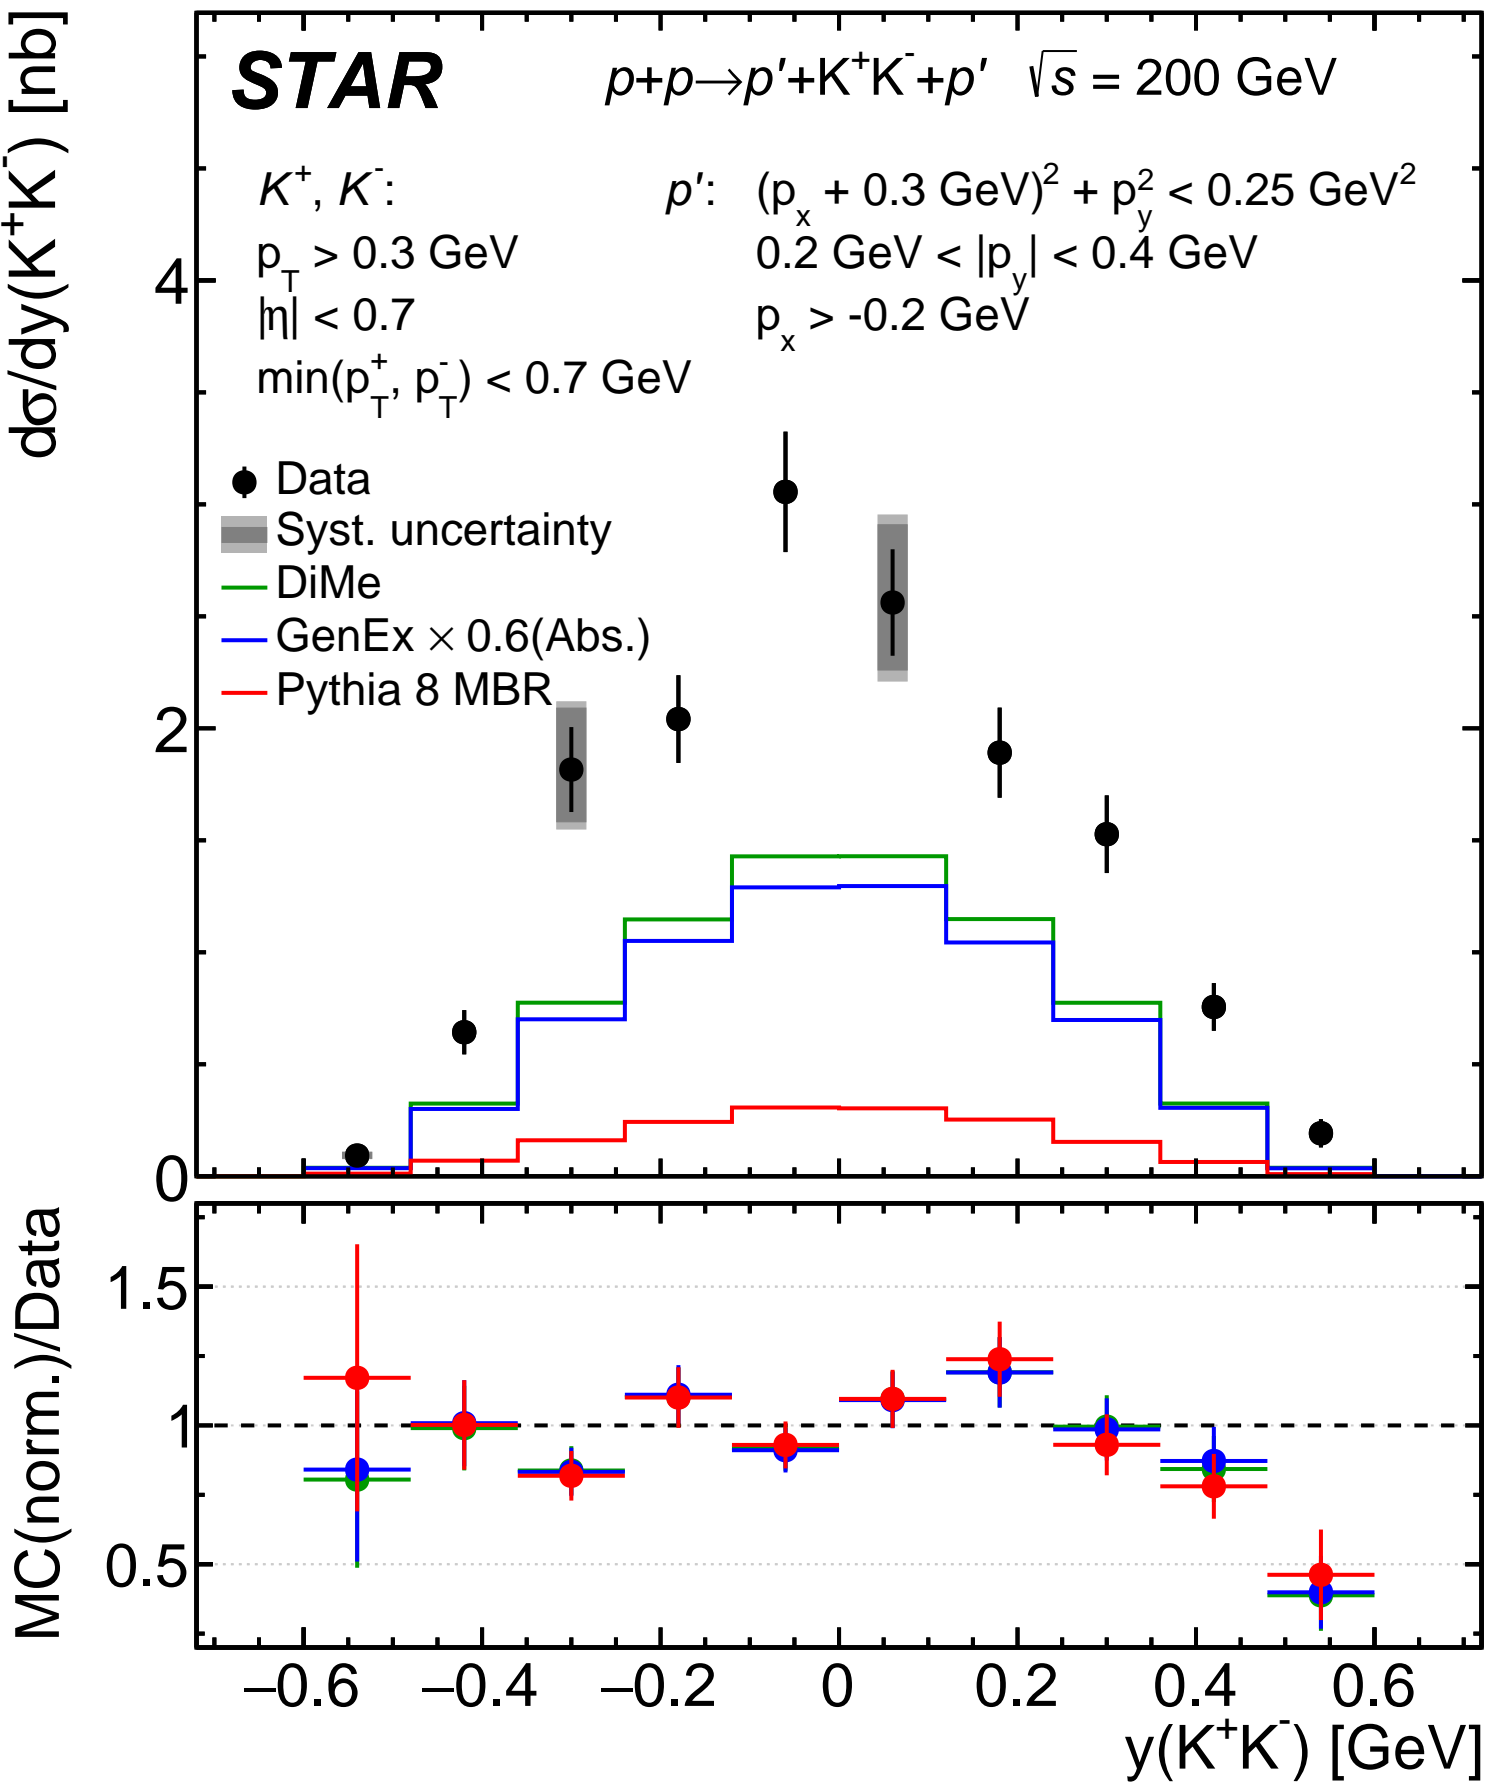 STAR p+p→p′+K⁺K⁻+p′ √s = 200 GeV
K⁺, K⁻: p′: (pₓ + 0.3 GeV)² + p_y² < 0.25 GeV²
p_T > 0.3 GeV 0.2 GeV < |p_y| < 0.4 GeV
|η| < 0.7 pₓ > -0.2 GeV
min(p_T⁺, p_T⁻) < 0.7 GeV
Data
Syst. uncertainty
DiMe
GenEx × 0.6(Abs.)
Pythia 8 MBR
dσ/dy(K⁺K⁻) [nb]
4
2
0
MC(norm.)/Data
1.5
1
0.5
−0.6 −0.4 −0.2 0 0.2 0.4 0.6
y(K⁺K⁻) [GeV]